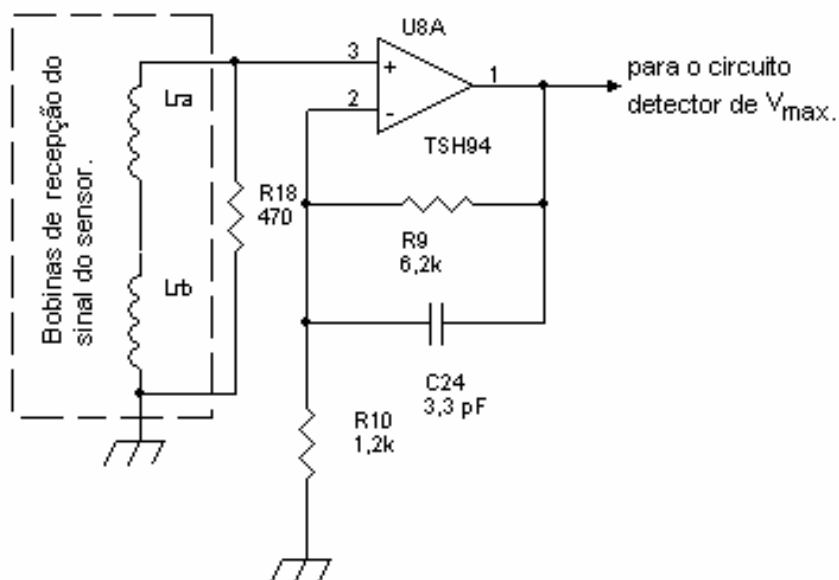 U8A
3
+
2
-
1
TSH94
para o circuito
detector de Vmax.
Bobinas de recepção do
sinal do sensor.
Lra
Lrb
R18
470
R9
6,2k
C24
3,3 pF
R10
1,2k